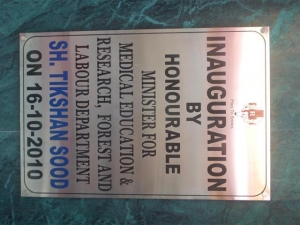 INAUGURATION
BY
HONOURABLE
MINISTER FOR
MEDICAL EDUCATION &
RESEARCH, FOREST AND
LABOUR DEPARTMENT
SH. TIKSHAN SOOD
ON 16-10-2010